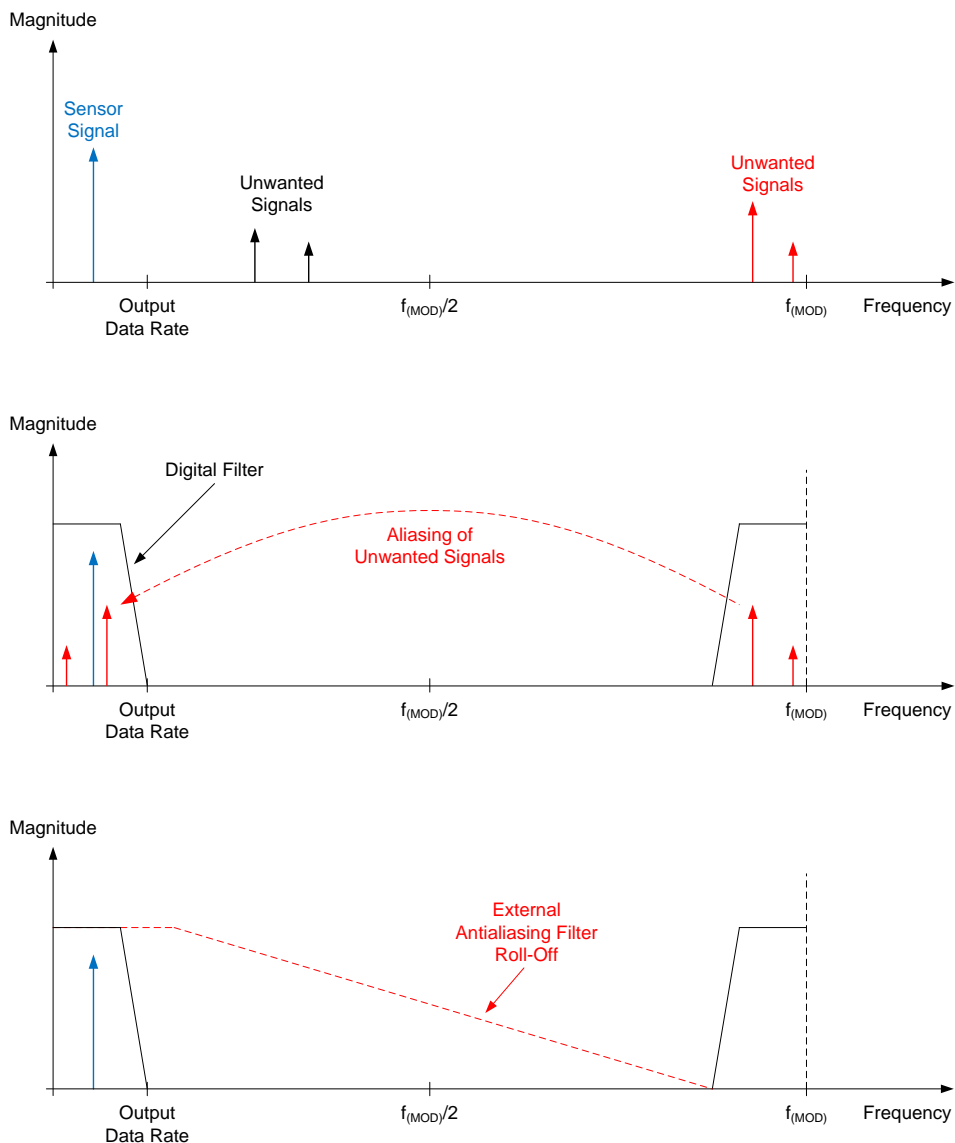 Magnitude
Sensor
Signal
Unwanted
Signals
Unwanted
Signals
Output
Data Rate
f(MOD)/2
f(MOD)
Frequency
Magnitude
Digital Filter
Aliasing of
Unwanted Signals
Output
Data Rate
f(MOD)/2
f(MOD)
Frequency
Magnitude
External
Antialiasing Filter
Roll-Off
Output
Data Rate
f(MOD)/2
f(MOD)
Frequency